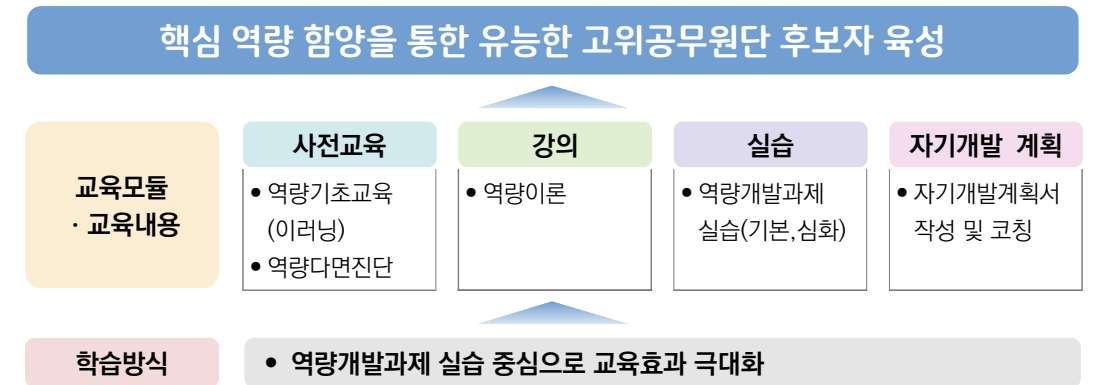 핵심 역량 함양을 통한 유능한 고위공무원단 후보자 육성
교육모듈
· 교육내용
사전교육
• 역량기초교육
(이러닝)
• 역량다면진단
강의
• 역량이론
실습
• 역량개발과제
실습(기본,심화)
자기개발 계획
• 자기개발계획서
작성 및 코칭
학습방식
• 역량개발과제 실습 중심으로 교육효과 극대화